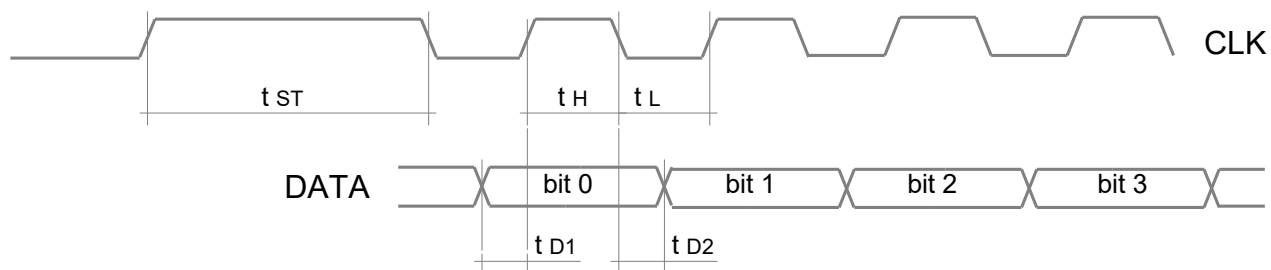 CLK
t ST
t H
t L
DATA
bit 0
bit 1
bit 2
bit 3
t D1
t D2